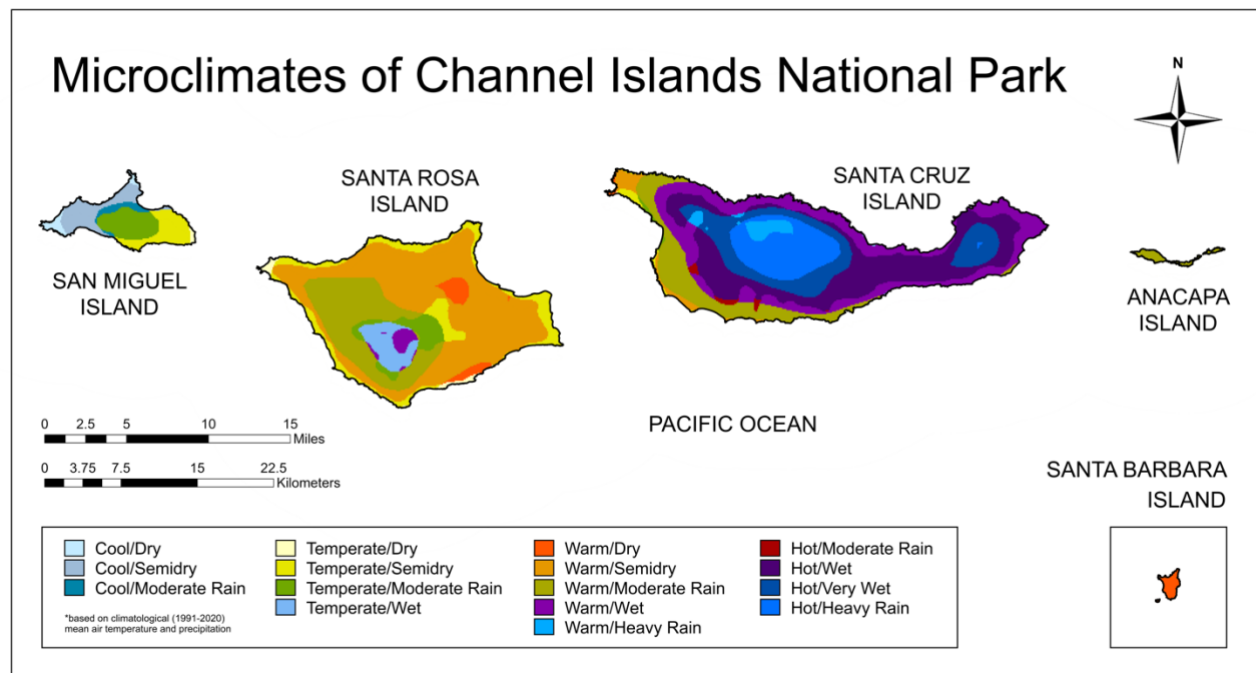 Microclimates of Channel Islands National Park
N
SANTA ROSA
ISLAND
SANTA CRUZ
ISLAND
SAN MIGUEL
ISLAND
ANACAPA
ISLAND
PACIFIC OCEAN
0 2.5 5 10 15
Miles
0 3.75 7.5 15 22.5
Kilometers
SANTA BARBARA
ISLAND
Cool/Dry
Cool/Semidry
Cool/Moderate Rain
*based on climatological (1991-2020)
mean air temperature and precipitation
Temperate/Dry
Temperate/Semidry
Temperate/Moderate Rain
Temperate/Wet
Warm/Dry
Warm/Semidry
Warm/Moderate Rain
Warm/Wet
Warm/Heavy Rain
Hot/Moderate Rain
Hot/Wet
Hot/Very Wet
Hot/Heavy Rain